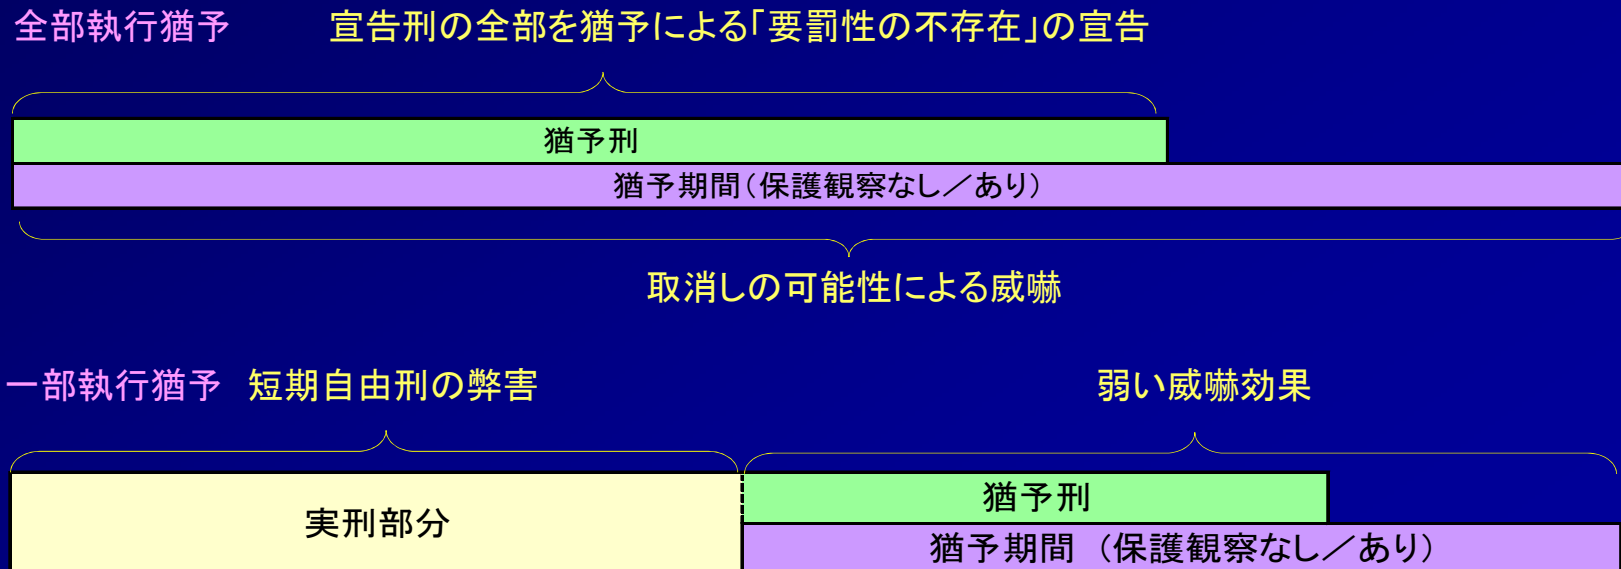 全部執行猶予 宣告刑の全部を猶予による「要罰性の不存在」の宣告
猶予刑
猶予期間（保護観察なし／あり）
取消しの可能性による威嚇
一部執行猶予 短期自由刑の弊害 弱い威嚇効果
実刑部分
猶予刑
猶予期間 （保護観察なし／あり）